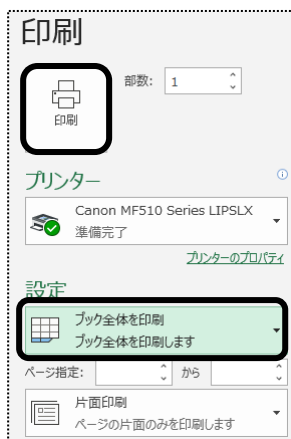 印刷
部数: 1
印刷
プリンター
Canon MF510 Series LIPSLX
準備完了
プリンターのプロパティ
設定
ブック全体を印刷
ブック全体を印刷します
ページ指定: から
片面印刷
ページの片面のみを印刷します